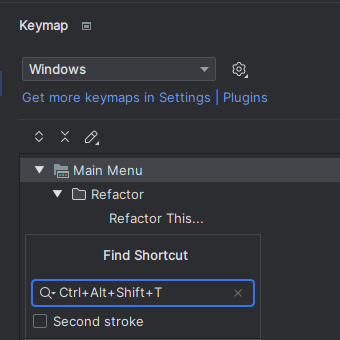 Keymap
Windows
Get more keymaps in Settings | Plugins
Main Menu
Refactor
Refactor This...
Find Shortcut
Ctrl+Alt+Shift+T
Second stroke